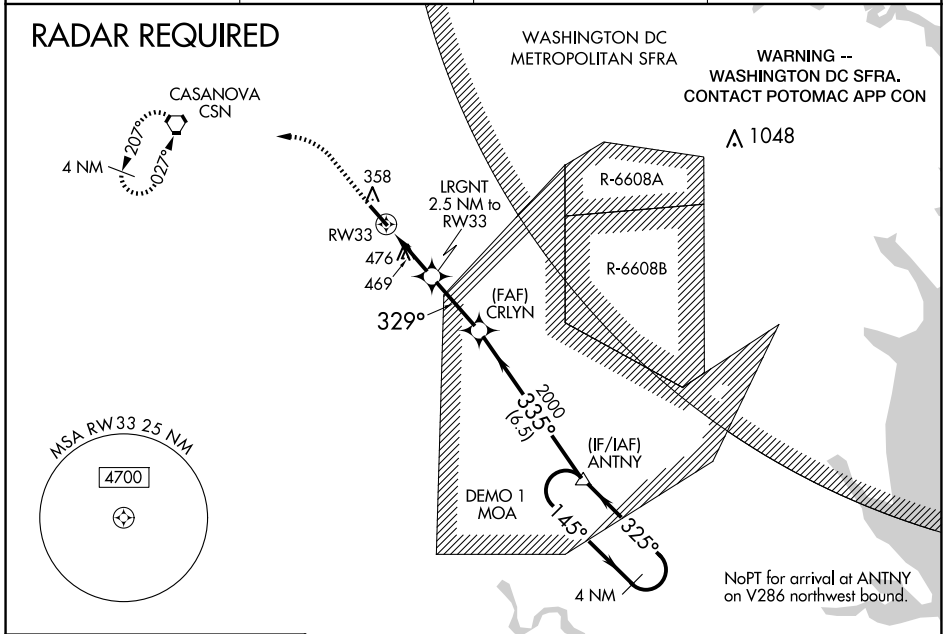 RADAR REQUIRED
WASHINGTON DC
METROPOLITAN SFRA
WARNING --
WASHINGTON DC SFRA.
CONTACT POTOMAC APP CON
1048
CASANOVA
CSN
207°
027°
4 NM
358
LRGNT
2.5 NM to
RW33
RW33
476
469
329°
(FAF)
CRLYN
R-6608A
R-6608B
2000
335°
(6.5)
(IF/IAF)
ANTNY
DEMO 1
MOA
145°
325°
4 NM
MSA RW33 25 NM
4700
NoPT for arrival at ANTNY
on V286 northwest bound.